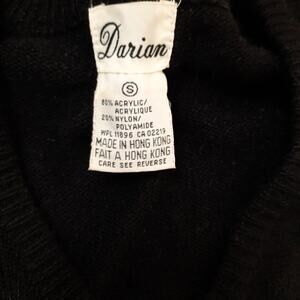 Darian
S
80% ACRYLIC/
ACRYLIQUE
20% NYLON/
POLYAMIDE
WPL 11896 CA 02219
MADE IN HONG KONG
FAIT A HONG KONG
CARE SEE REVERSE